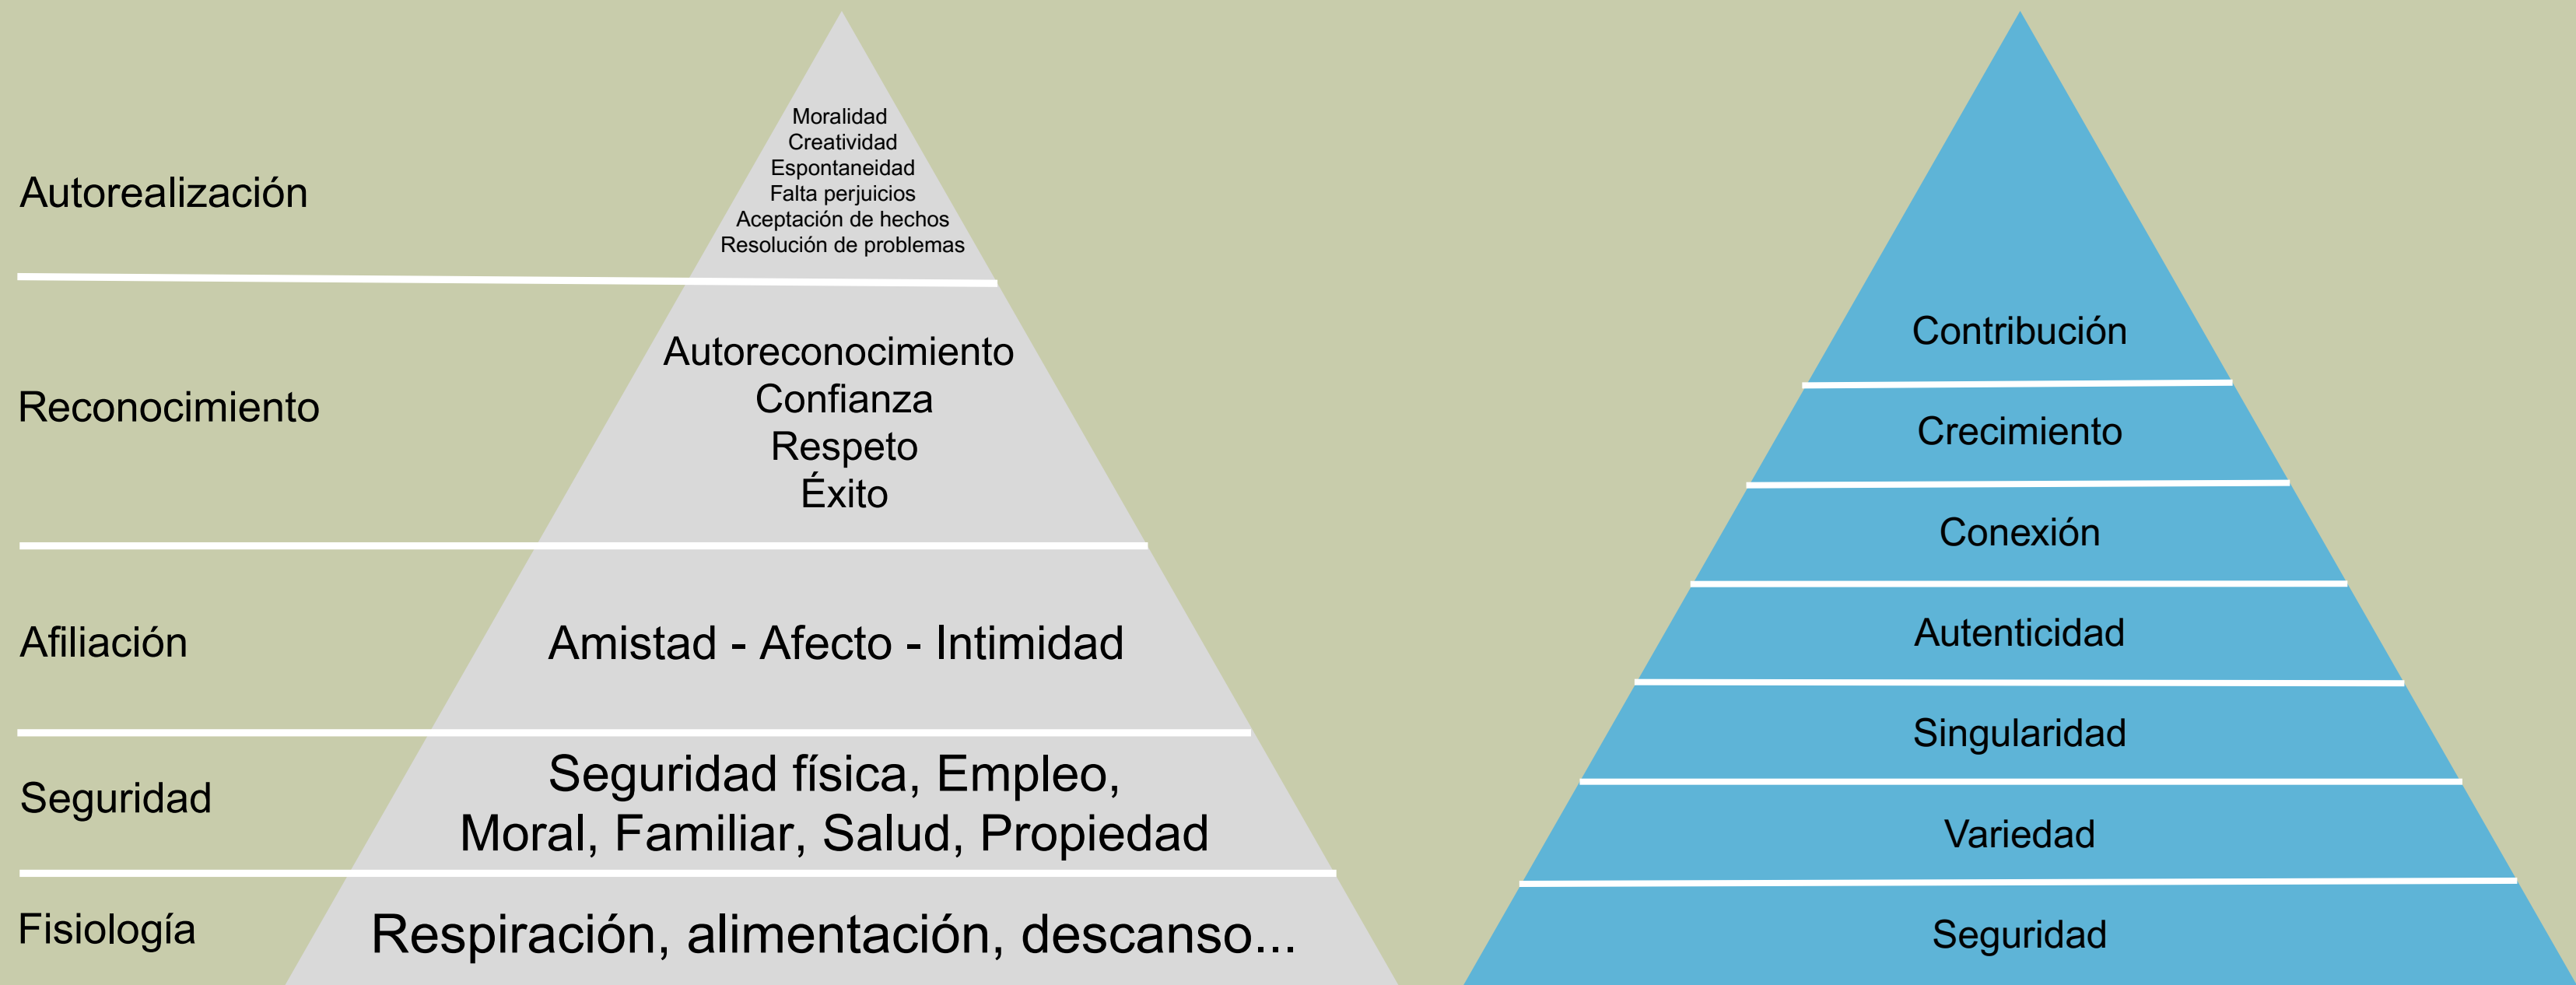 Autorealización
Moralidad
Creatividad
Espontaneidad
Falta perjuicios
Aceptación de hechos
Resolución de problemas
Reconocimiento
Autoreconocimiento
Confianza
Respeto
Éxito
Afiliación
Amistad - Afecto - Intimidad
Seguridad
Seguridad física, Empleo,
Moral, Familiar, Salud, Propiedad
Fisiología
Respiración, alimentación, descanso...
Contribución
Crecimiento
Conexión
Autenticidad
Singularidad
Variedad
Seguridad